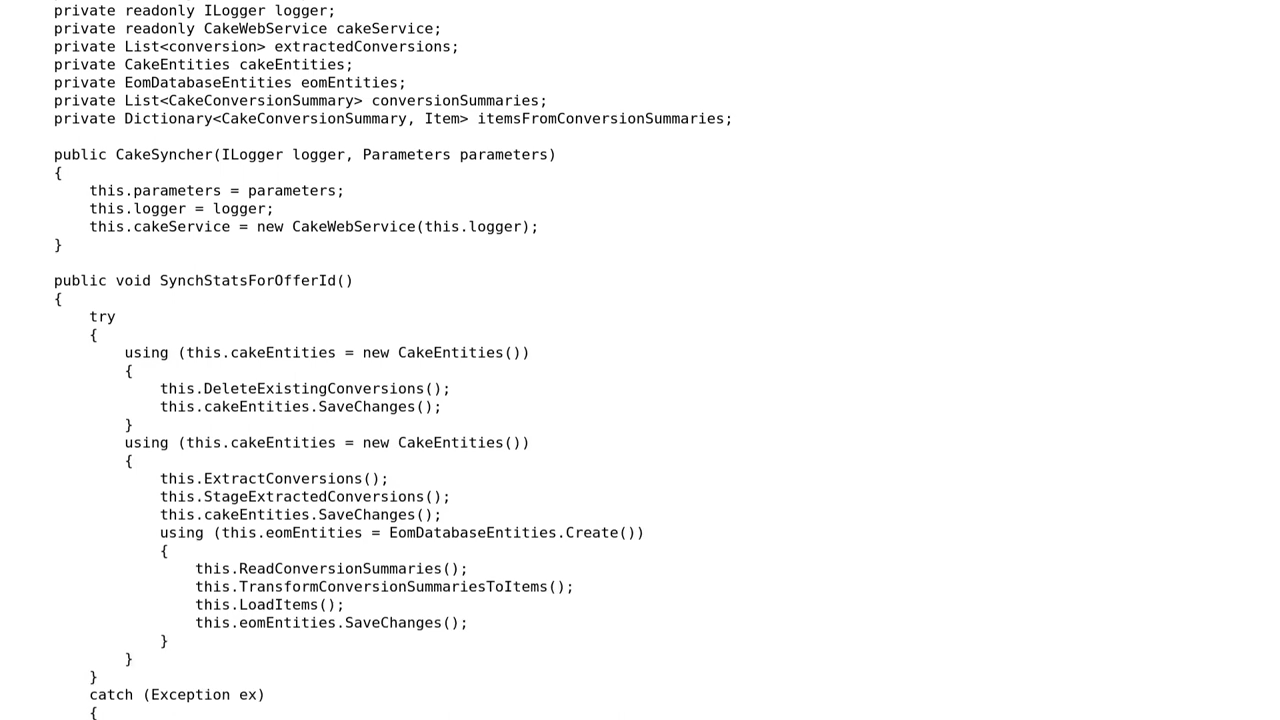 private readonly ILogger logger;
private readonly CakeWebService cakeService;
private List<conversion> extractedConversions;
private CakeEntities cakeEntities;
private EomDatabaseEntities eomEntities;
private List<CakeConversionSummary> conversionSummaries;
private Dictionary<CakeConversionSummary, Item> itemsFromConversionSummaries;

public CakeSyncher(ILogger logger, Parameters parameters)
{
    this.parameters = parameters;
    this.logger = logger;
    this.cakeService = new CakeWebService(this.logger);
}

public void SynchStatsForOfferId()
{
    try
    {
        using (this.cakeEntities = new CakeEntities())
        {
            this.DeleteExistingConversions();
            this.cakeEntities.SaveChanges();
        }
        using (this.cakeEntities = new CakeEntities())
        {
            this.ExtractConversions();
            this.StageExtractedConversions();
            this.cakeEntities.SaveChanges();
            using (this.eomEntities = EomDatabaseEntities.Create())
            {
                this.ReadConversionSummaries();
                this.TransformConversionSummariesToItems();
                this.LoadItems();
                this.eomEntities.SaveChanges();
            }
        }
    }
    catch (Exception ex)
    {